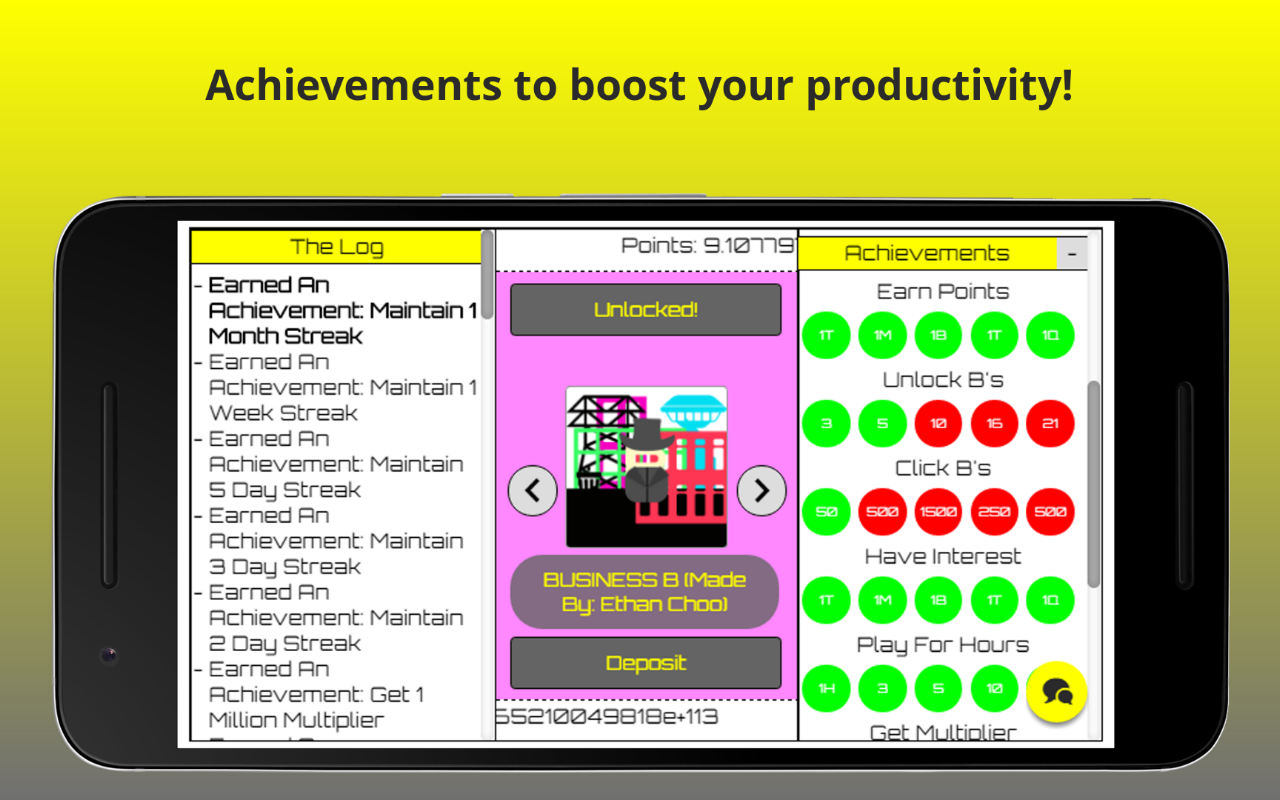 Achievements to boost your productivity!
The Log
- Earned An
Achievement: Maintain 1
Month Streak
- Earned An
Achievement: Maintain 1
Week Streak
- Earned An
Achievement: Maintain
5 Day Streak
- Earned An
Achievement: Maintain
3 Day Streak
- Earned An
Achievement: Maintain
2 Day Streak
- Earned An
Achievement: Get 1
Million Multiplier
Points: 9.10779
Unlocked!
BUSINESS B (Made
By: Ethan Choo)
Deposit
55210049818e+113
Achievements -
Earn Points
1T 1M 1B 1T 1Q
Unlock B's
3 5 10 16 21
Click B's
50 500 1500 250 500
Have Interest
1T 1M 1B 1T 1Q
Play For Hours
1H 3 5 10
Get Multiplier